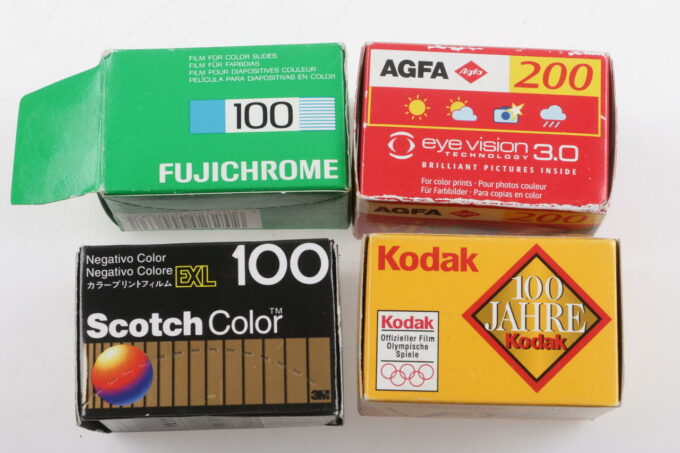 FILM FOR COLOR SLIDES
FILM FÜR FARBDIAS
FILM POUR DIAPOSITIVES COULEUR
PELÍCULA PARA DIAPOSITIVAS EN COLOR
100
FUJICHROME
AGFA Agfa 200
eye vision 3.0
TECHNOLOGY
BRILLIANT PICTURES INSIDE
For color prints · Pour photos couleur
Für Farbbilder · Para copias en color
AGFA 200
Negativo Color
Negativo Colore
カラープリントフィルム EXL 100
Scotch Color™
3M
Kodak
100
JAHRE
Kodak
Kodak
Offizieller Film
Olympische
Spiele